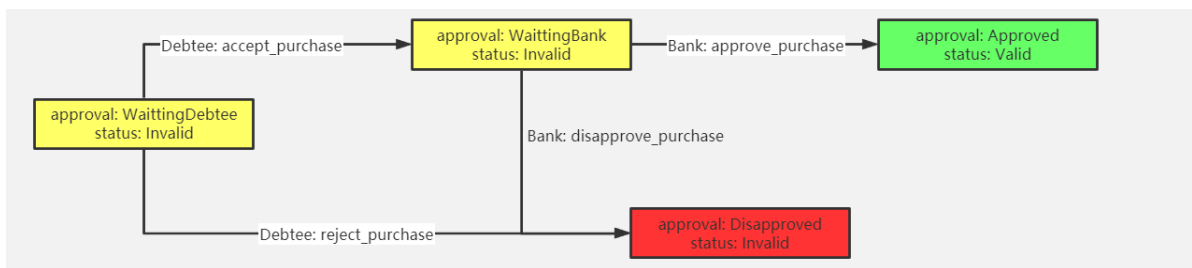 Debtee: accept_purchase
approval: WaittingBank
status: Invalid
Bank: approve_purchase
approval: Approved
status: Valid
approval: WaittingDebtee
status: Invalid
Bank: disapprove_purchase
Debtee: reject_purchase
approval: Disapproved
status: Invalid